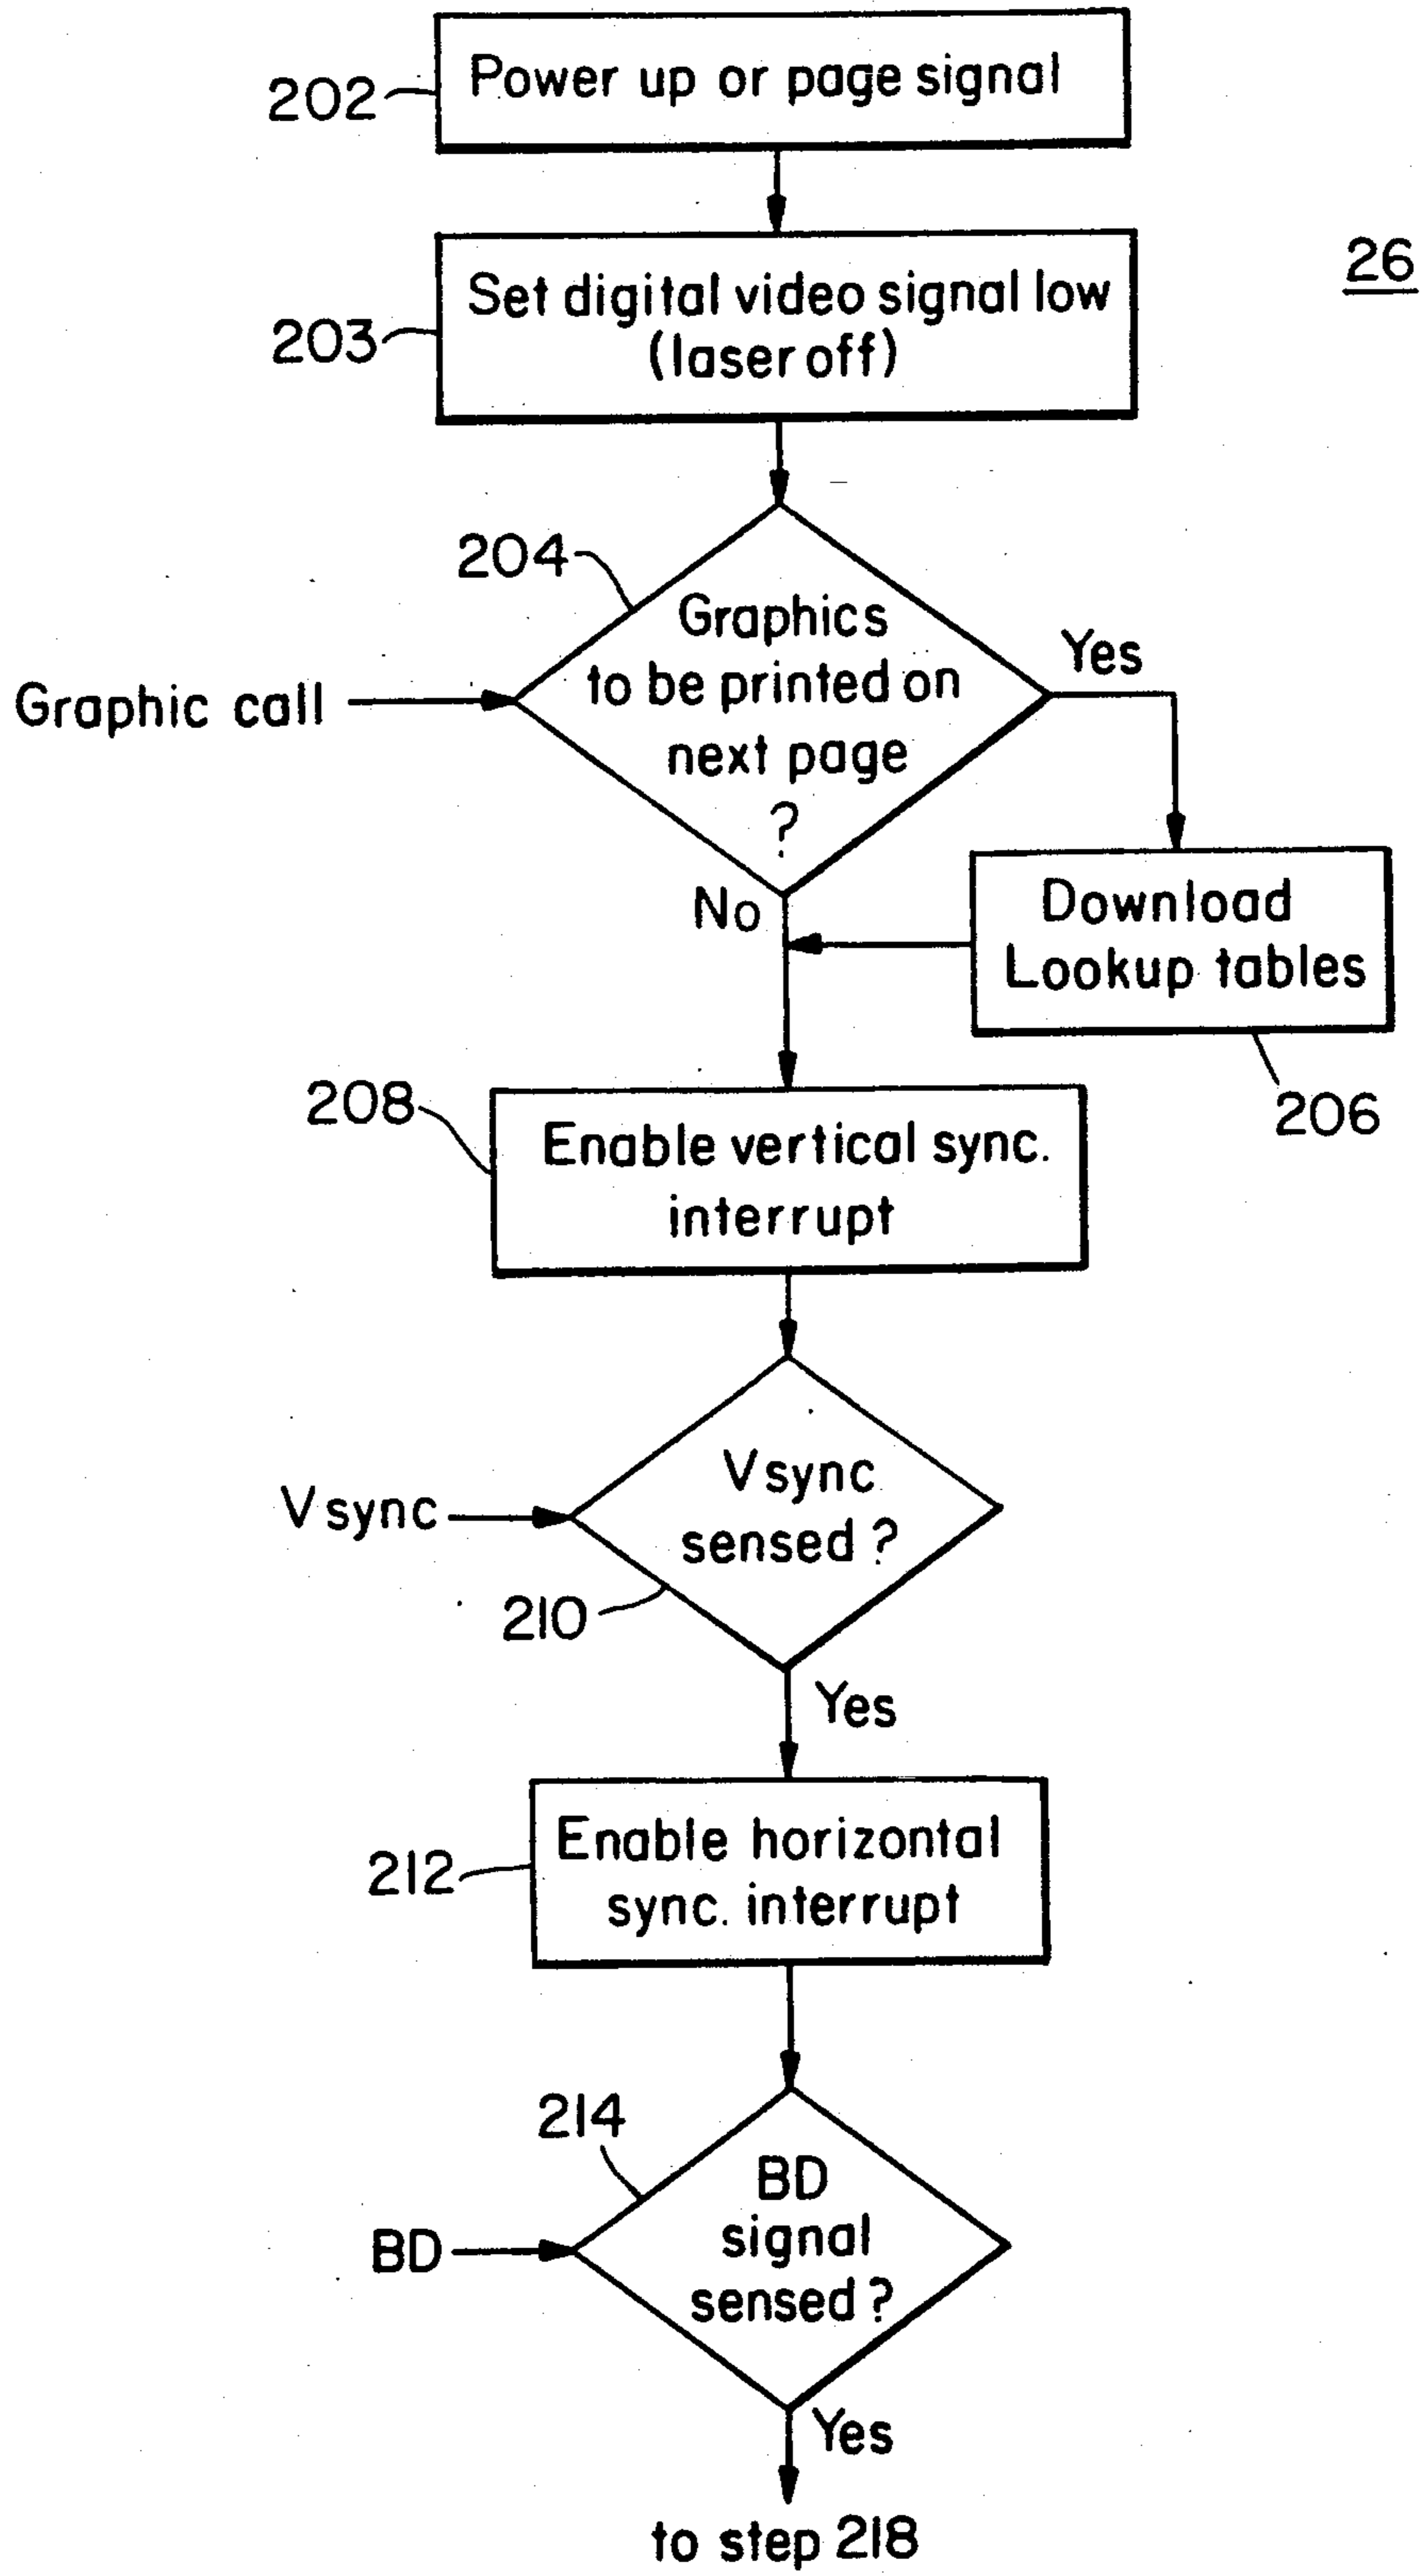 202
Power up or page signal
26
203
Set digital video signal low
(laser off)
204
Graphics
to be printed on
next page
?
Graphic call
Yes
No
Download
Lookup tables
206
208
Enable vertical sync.
interrupt
Vsync
Vsync
sensed ?
210
Yes
212
Enable horizontal
sync. interrupt
214
BD
BD
signal
sensed ?
Yes
to step 218